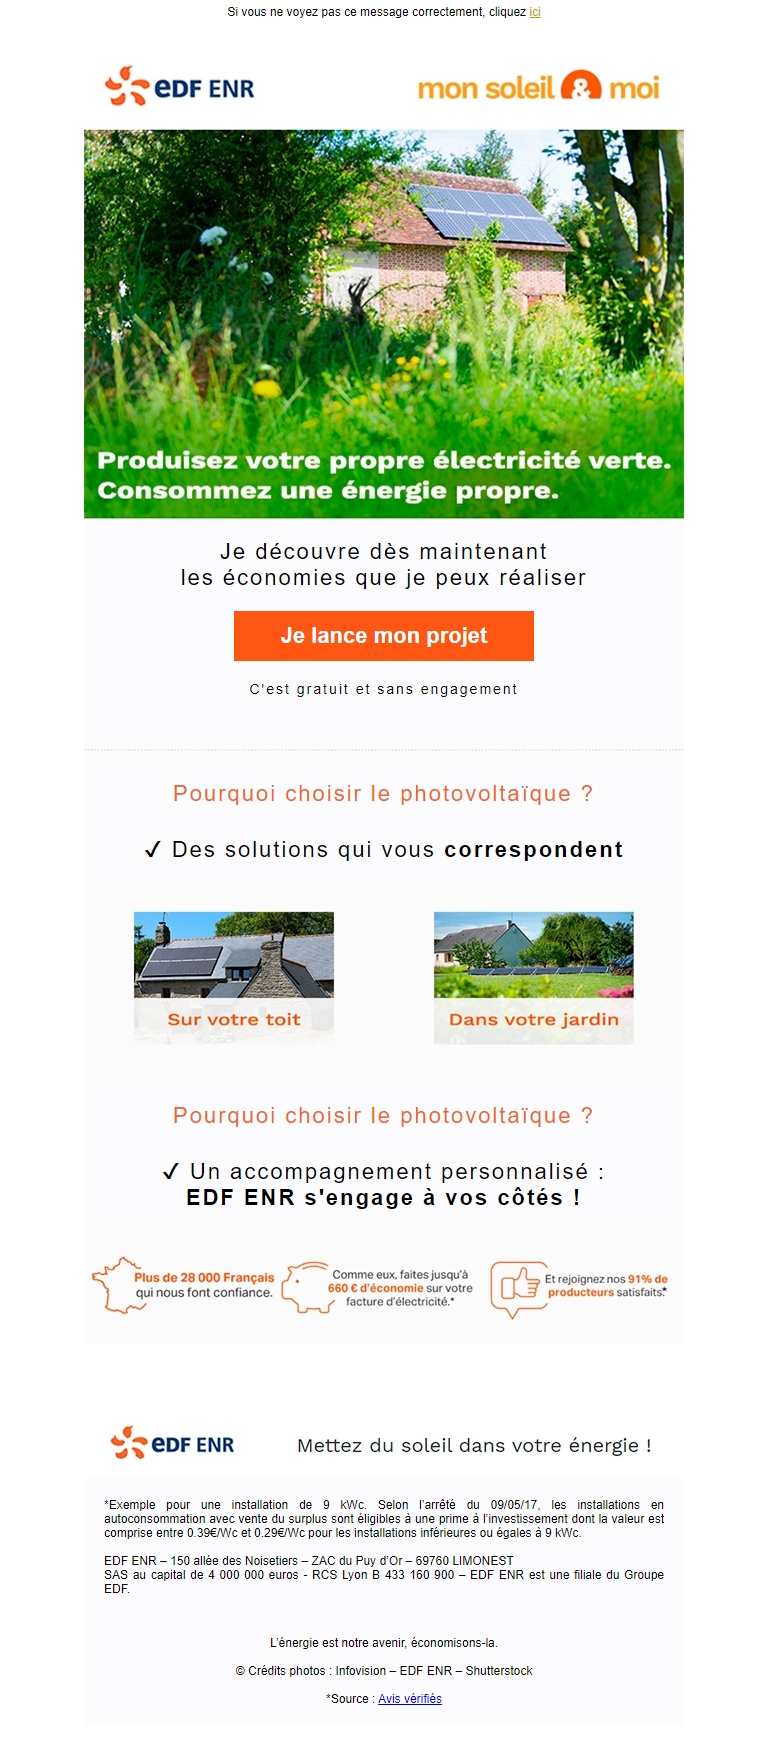 Si vous ne voyez pas ce message correctement, cliquez ici
eDF ENR
mon soleil & moi
Produisez votre propre électricité verte.
Consommez une énergie propre.
Je découvre dès maintenant
les économies que je peux réaliser
Je lance mon projet
C'est gratuit et sans engagement
Pourquoi choisir le photovoltaïque ?
✓ Des solutions qui vous correspondent
Sur votre toit
Dans votre jardin
Pourquoi choisir le photovoltaïque ?
✓ Un accompagnement personnalisé :
EDF ENR s'engage à vos côtés !
Plus de 28 000 Français
qui nous font confiance.
Comme eux, faites jusqu'à
660 € d'économie sur votre
facture d'électricité.*
Et rejoignez nos 91% de
producteurs satisfaits.*
eDF ENR
Mettez du soleil dans votre énergie !
*Exemple pour une installation de 9 kWc. Selon l'arrêté du 09/05/17, les installations en
autoconsommation avec vente du surplus sont éligibles à une prime à l'investissement dont la valeur est
comprise entre 0.39€/Wc et 0.29€/Wc pour les installations inférieures ou égales à 9 kWc.
EDF ENR – 150 allée des Noisetiers – ZAC du Puy d'Or – 69760 LIMONEST
SAS au capital de 4 000 000 euros - RCS Lyon B 433 160 900 – EDF ENR est une filiale du Groupe
EDF.
L'énergie est notre avenir, économisons-la.
© Crédits photos : Infovision – EDF ENR – Shutterstock
*Source : Avis vérifiés